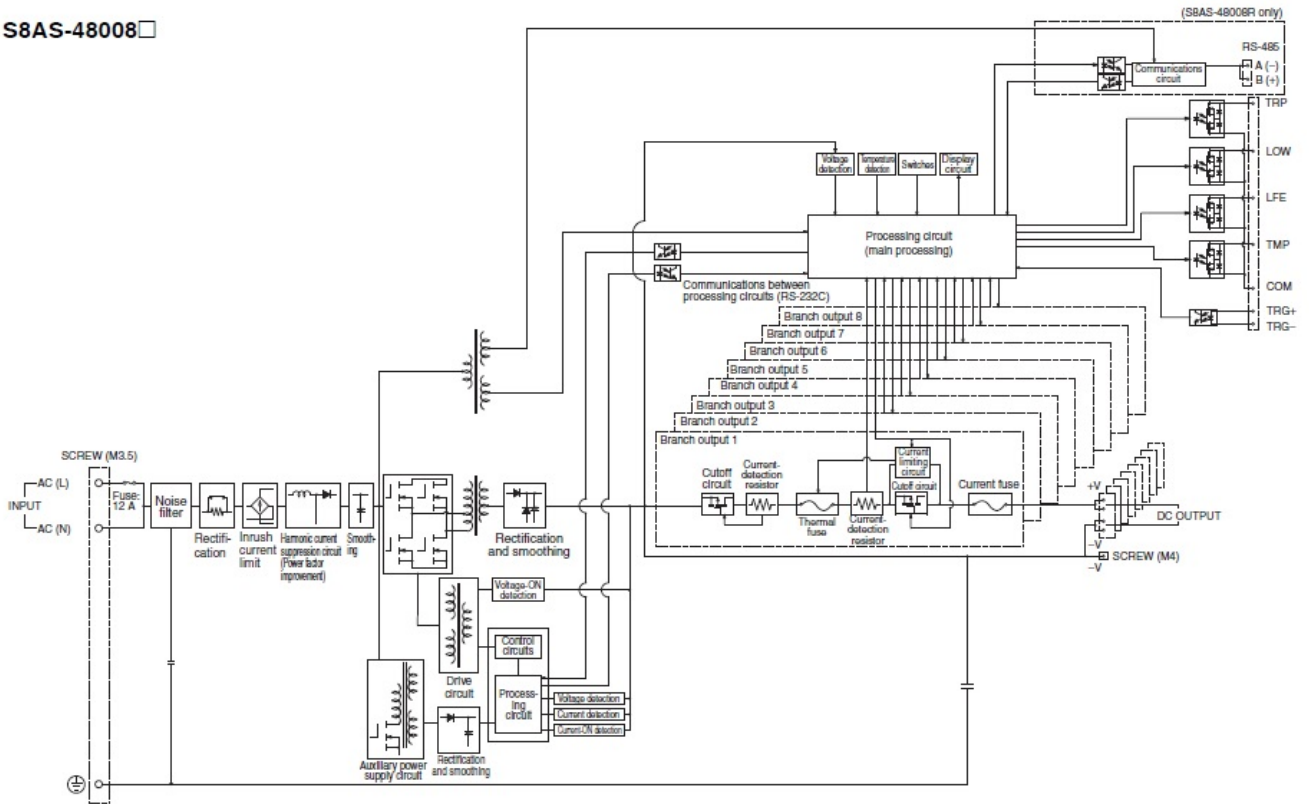 S8AS-48008□
(S8AS-48008R only)
RS-485
A (–)
B (+)
Communications
circuit
TRP
LOW
LFE
TMP
COM
TRG+
TRG–
Voltage
detection
Temperature
detection
Switches
Display
circuit
Processing circuit
(main processing)
Communications between
processing circuits (RS-232C)
Branch output 8
Branch output 7
Branch output 6
Branch output 5
Branch output 4
Branch output 3
Branch output 2
Branch output 1
Cutoff
circuit
Current-
detection
resistor
Thermal
fuse
Current-
detection
resistor
Current
limiting
circuit
Cutoff circuit
Current fuse
+V
–V
DC OUTPUT
SCREW (M4)
–V
SCREW (M3.5)
INPUT
AC (L)
AC (N)
Fuse:
12 A
Noise
filter
Rectifi-
cation
Inrush
current
limit
Harmonic current
suppression circuit
(Power factor
improvement)
Smooth-
ing
Rectification
and smoothing
Voltage-ON
detection
Drive
circuit
Control
circuits
Process-
ing
circuit
Voltage detection
Current detection
Current-ON detection
Auxiliary power
supply circuit
Rectification
and smoothing